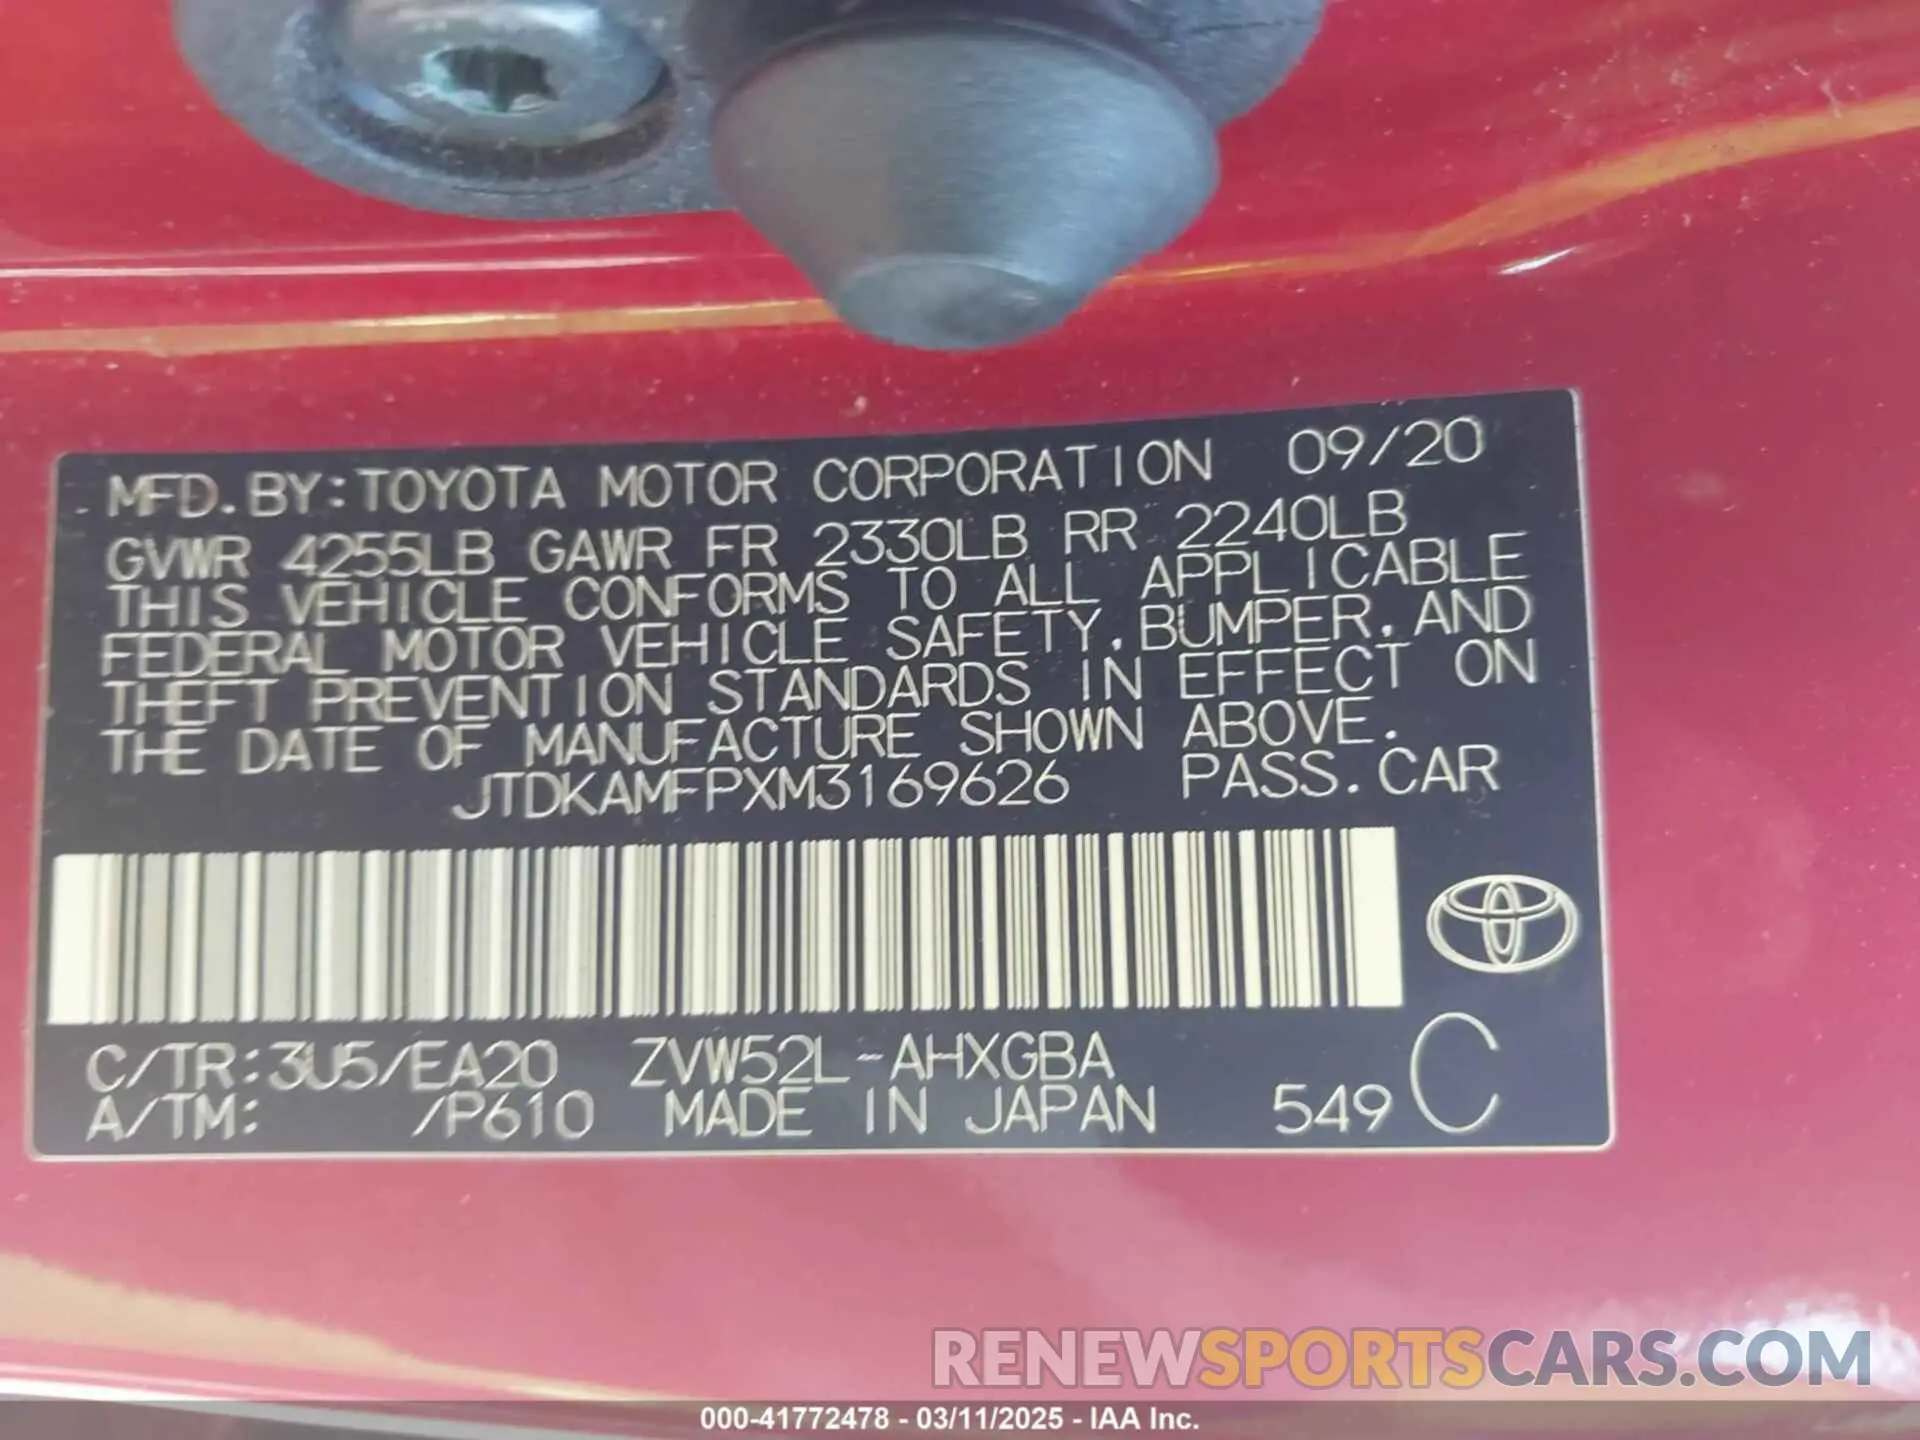 MFD. BY: TOYOTA MOTOR CORPORATION 09/20
GVWR 4255LB GAWR FR 2330LB RR 2240LB
THIS VEHICLE CONFORMS TO ALL APPLICABLE
FEDERAL MOTOR VEHICLE SAFETY, BUMPER, AND
THEFT PREVENTION STANDARDS IN EFFECT ON
THE DATE OF MANUFACTURE SHOWN ABOVE.
JTDKAMFPXM3169626 PASS. CAR
C/TR: 3U5/EA20 ZVW52L-AHXGBA
A/TM: /P610 MADE IN JAPAN 549 C
RENEWSPORTSCARS.COM
000-41772478 - 03/11/2025 - IAA Inc.